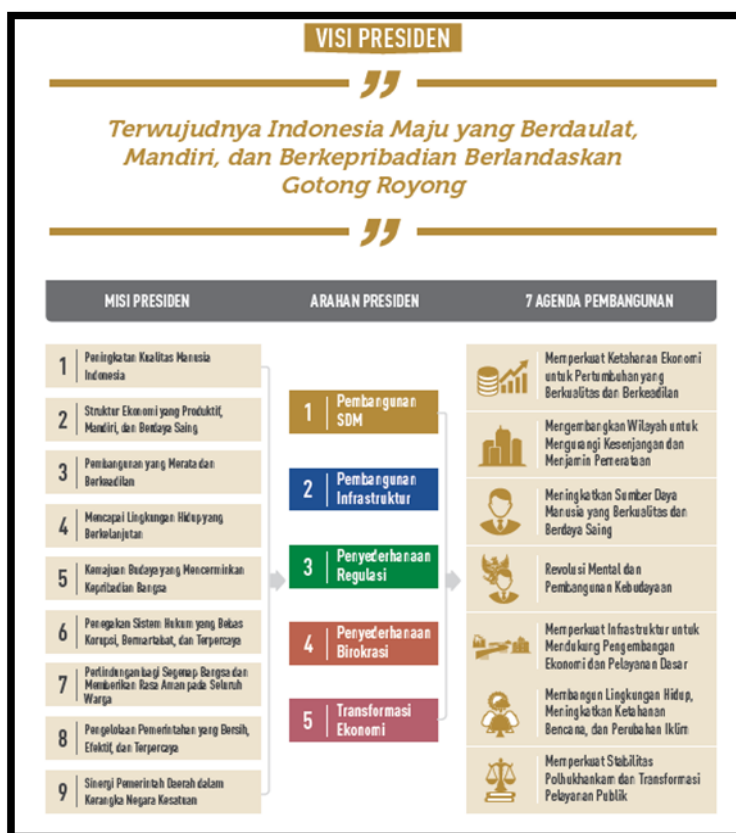 VISI PRESIDEN
”
Terwujudnya Indonesia Maju yang Berdaulat,
Mandiri, dan Berkepribadian Berlandaskan
Gotong Royong
”
MISI PRESIDEN
1
Peningkatan Kualitas Manusia
Indonesia
2
Struktur Ekonomi yang Produktif,
Mandiri, dan Berdaya Saing
3
Pembangunan yang Merata dan
Berkeadilan
4
Mencapai Lingkungan Hidup yang
Berkelanjutan
5
Kemajuan Budaya yang Mencerminkan
Kepribadian Bangsa
6
Penegakan Sistem Hukum yang Bebas
Korupsi, Bermartabat, dan Terpercaya
7
Perlindungan bagi Segenap Bangsa dan
Memberikan Rasa Aman pada Seluruh
Warga
8
Pengelolaan Pemerintahan yang Bersih,
Efektif, dan Terpercaya
9
Sinergi Pemerintah Daerah dalam
Kerangka Negara Kesatuan
ARAHAN PRESIDEN
1
Pembangunan
SDM
2
Pembangunan
Infrastruktur
3
Penyederhanaan
Regulasi
4
Penyederhanaan
Birokrasi
5
Transformasi
Ekonomi
7 AGENDA PEMBANGUNAN
Memperkuat Ketahanan Ekonomi
untuk Pertumbuhan yang
Berkualitas dan Berkeadilan
Mengembangkan Wilayah untuk
Mengurangi Kesenjangan dan
Menjamin Pemerataan
Meningkatkan Sumber Daya
Manusia yang Berkualitas dan
Berdaya Saing
Revolusi Mental dan
Pembangunan Kebudayaan
Memperkuat Infrastruktur untuk
Mendukung Pengembangan
Ekonomi dan Pelayanan Dasar
Membangun Lingkungan Hidup,
Meningkatkan Ketahanan
Bencana, dan Perubahan Iklim
Memperkuat Stabilitas
Polhukhankam dan Transformasi
Pelayanan Publik